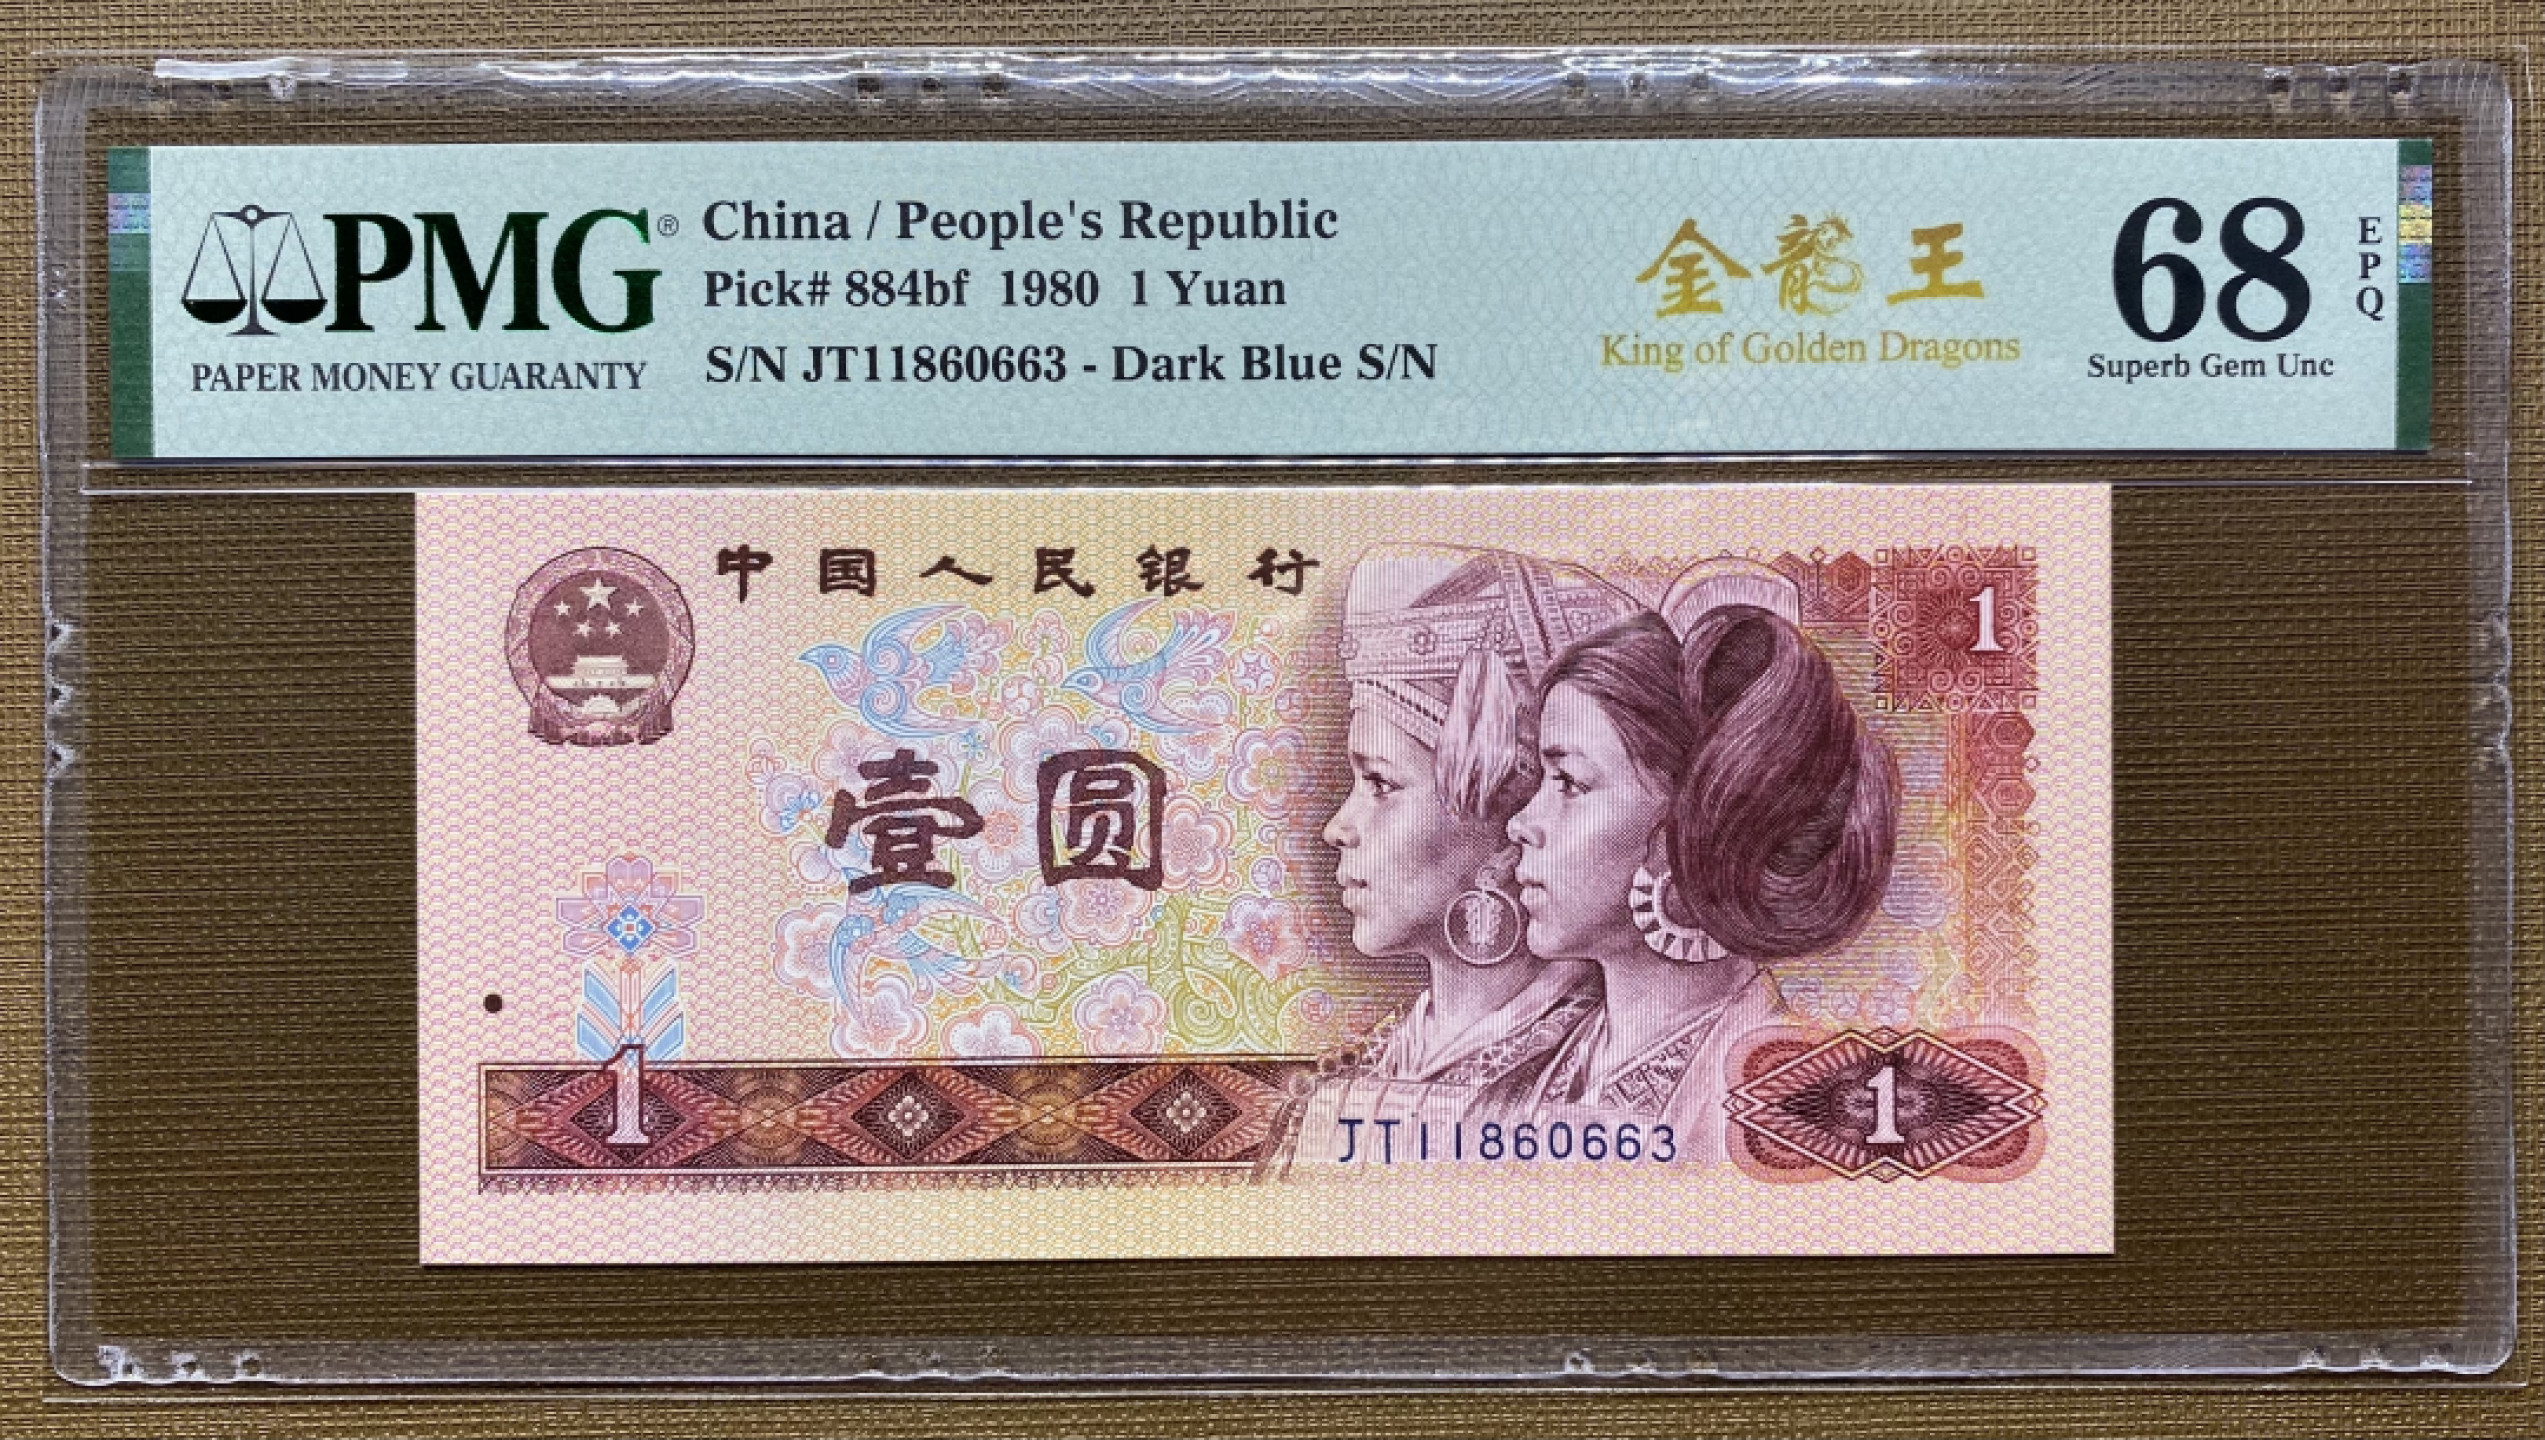 PMG®
PAPER MONEY GUARANTY
China / People's Republic
Pick# 884bf 1980 1 Yuan
S/N JT11860663 - Dark Blue S/N
金龍王
King of Golden Dragons
68
EPQ
Superb Gem Unc
中国人民银行
1
壹圆
1
JT11860663
1